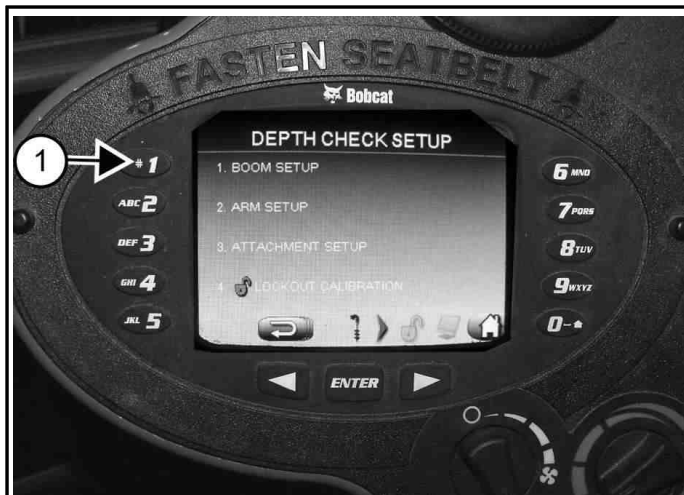 FASTEN SEATBELT
Bobcat
DEPTH CHECK SETUP
1. BOOM SETUP
2. ARM SETUP
3. ATTACHMENT SETUP
4. LOCKOUT CALIBRATION
1
# 1
ABC 2
DEF 3
GHI 4
JKL 5
6 MNO
7 PQRS
8 TUV
9 WXYZ
0-
ENTER